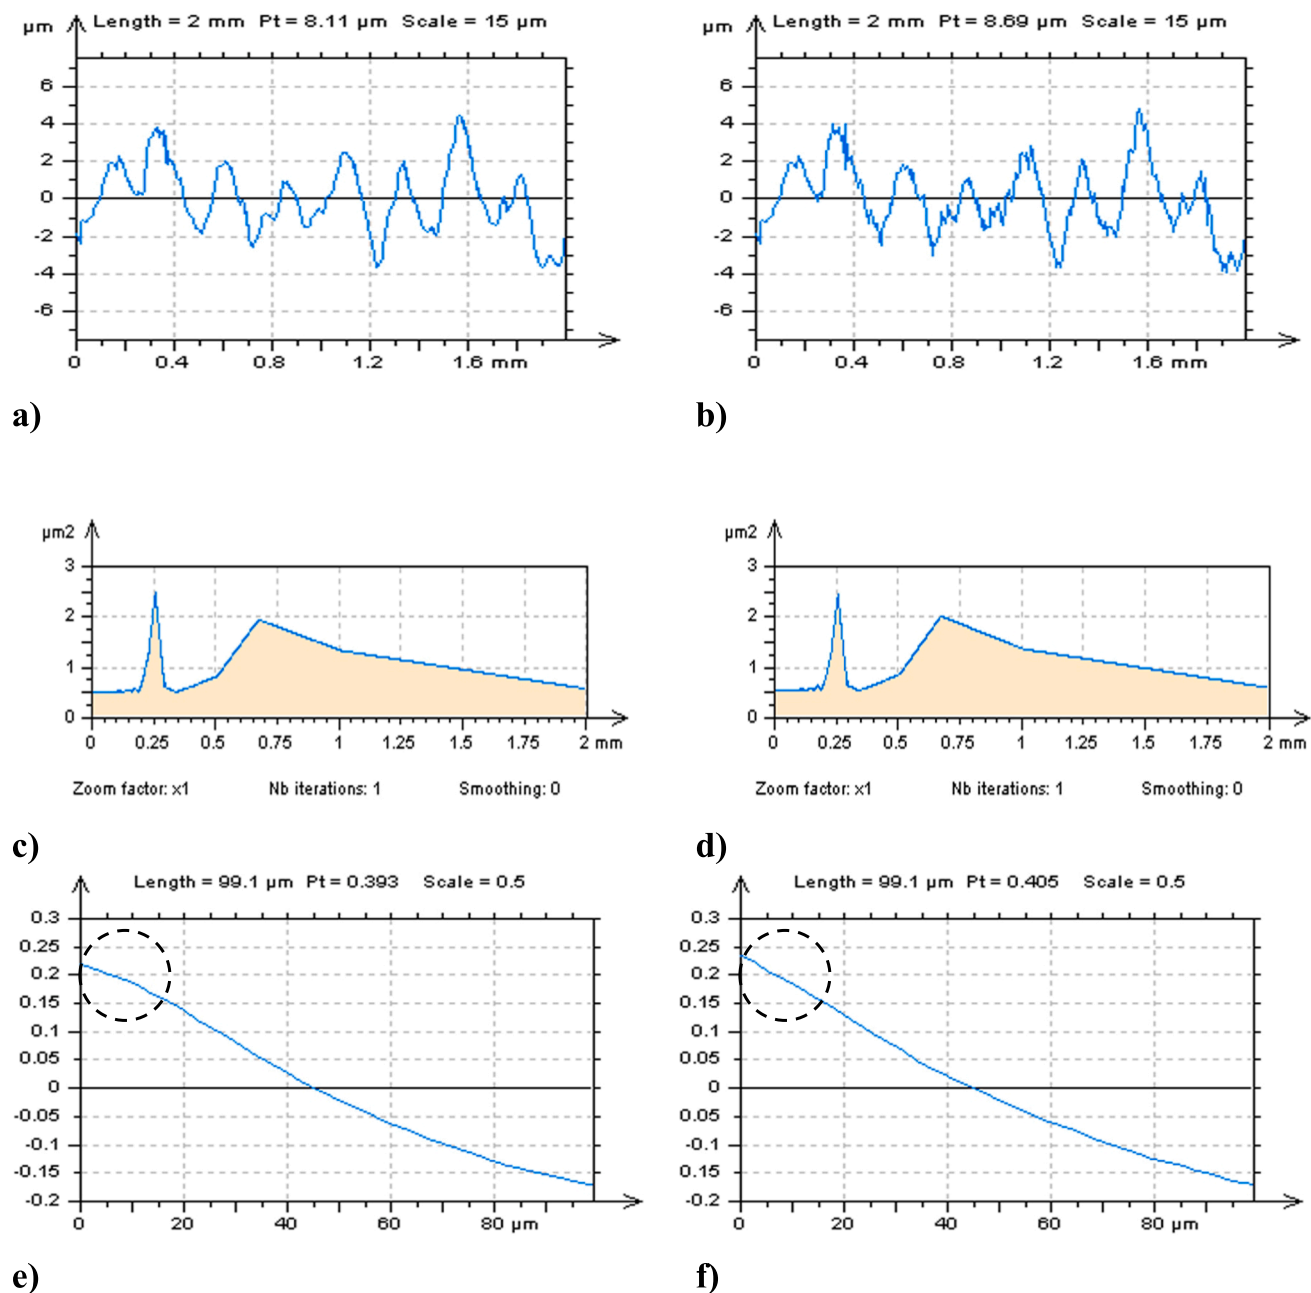 Length = 2 mm Pt = 8.11 µm Scale = 15 µm
µm
6
4
2
0
-2
-4
-6
0 0.4 0.8 1.2 1.6 mm
a)
Length = 2 mm Pt = 8.69 µm Scale = 15 µm
µm
6
4
2
0
-2
-4
-6
0 0.4 0.8 1.2 1.6 mm
b)
µm2
3
2
1
0
0 0.25 0.5 0.75 1 1.25 1.5 1.75 2 mm
Zoom factor: x1 Nb iterations: 1 Smoothing: 0
c)
µm2
3
2
1
0
0 0.25 0.5 0.75 1 1.25 1.5 1.75 2 mm
Zoom factor: x1 Nb iterations: 1 Smoothing: 0
d)
Length = 99.1 µm Pt = 0.393 Scale = 0.5
0.3
0.25
0.2
0.15
0.1
0.05
0
-0.05
-0.1
-0.15
-0.2
0 20 40 60 80 µm
e)
Length = 99.1 µm Pt = 0.405 Scale = 0.5
0.3
0.25
0.2
0.15
0.1
0.05
0
0.05
-0.1
0.15
-0.2
0 20 40 60 80 µm
f)